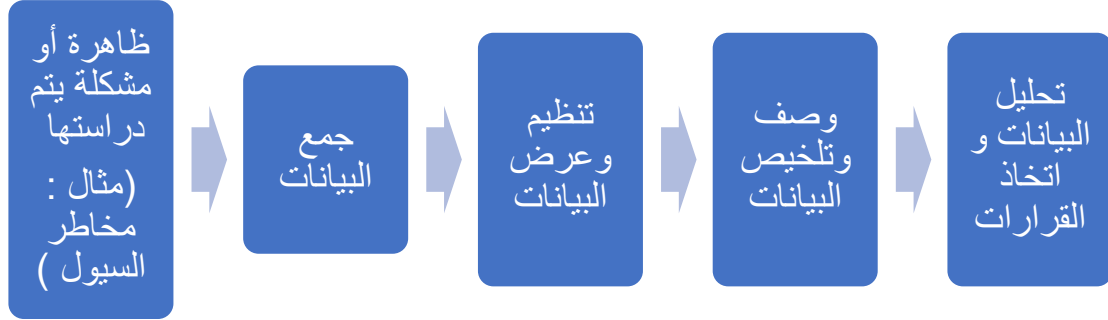 ظاهرة أو
مشكلة يتم
دراستها
(مثال :
مخاطر
السيول )
جمع
البيانات
تنظيم
وعرض
البيانات
وصف
وتلخيص
البيانات
تحليل
البيانات و
اتخاذ
القرارات